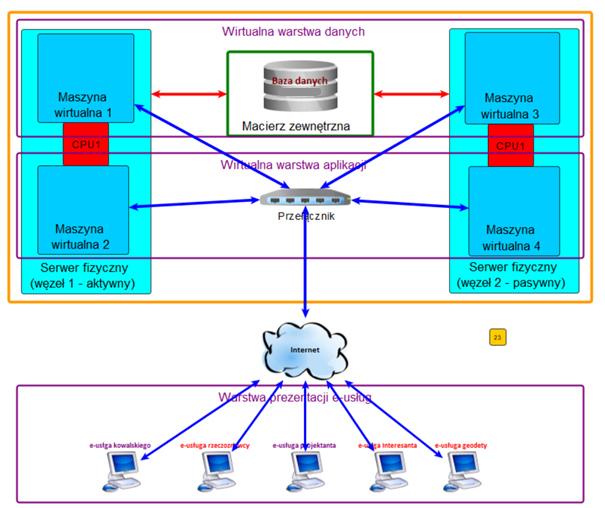 Wirtualna warstwa danych
Maszyna
wirtualna 1
Baza danych
Macierz zewnętrzna
Maszyna
wirtualna 3
CPU1
CPU1
Wirtualna warstwa aplikacji
Maszyna
wirtualna 2
Przełącznik
Maszyna
wirtualna 4
Serwer fizyczny
(węzeł 1 - aktywny)
Serwer fizyczny
(węzeł 2 - pasywny)
Internet
23
Warstwa prezentacji e-usług
e-usłga kowalskiego
e-usługa rzeczoznawcy
e-usługa projektanta
e-usługa Interesanta
e-usługa geodety